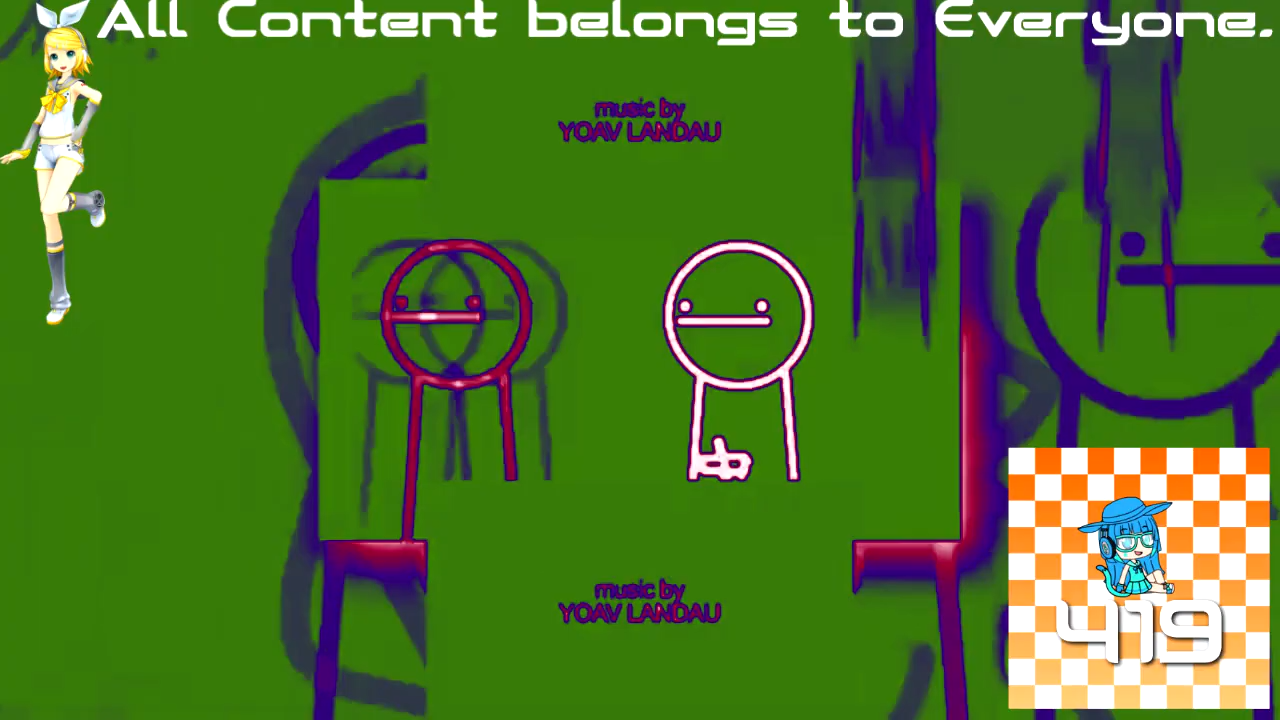 All Content belongs to Everyone.
music by
YOAV LANDAU
music by
YOAV LANDAU
419